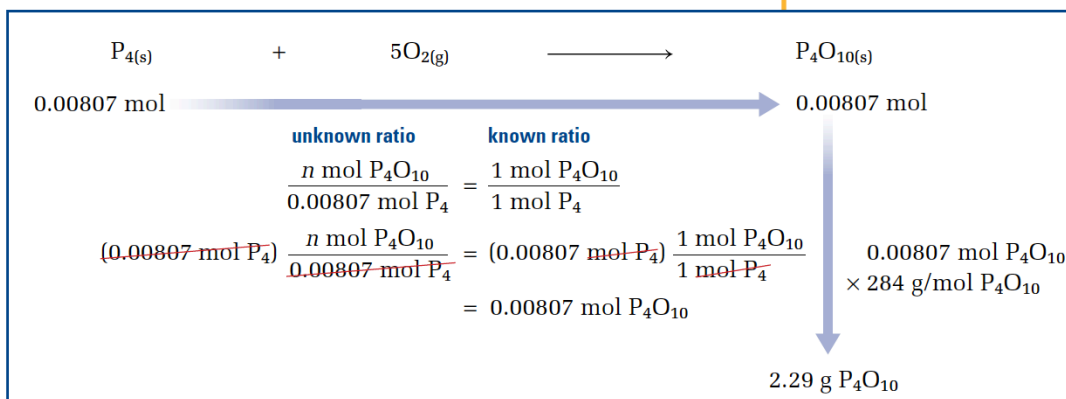 P₄(s) + 5O₂(g) ⟶ P₄O₁₀(s)
0.00807 mol 0.00807 mol
unknown ratio known ratio
n mol P₄O₁₀ / 0.00807 mol P₄ = 1 mol P₄O₁₀ / 1 mol P₄
(0.00807 mol P₄) n mol P₄O₁₀ / 0.00807 mol P₄ = (0.00807 mol P₄) 1 mol P₄O₁₀ / 1 mol P₄
= 0.00807 mol P₄O₁₀
0.00807 mol P₄O₁₀
× 284 g/mol P₄O₁₀
2.29 g P₄O₁₀